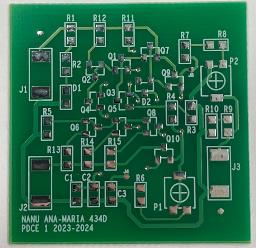 R1 R12 R11
R7 R8
Q1 Q7
R2 Q2 Q9 P2
J1 D1 Q3 D2
Q4 Q5 R4 R3 R10 R9
R5 Q6 Q8
R13 R14 R15 Q10 J3
C1 C2 C3 R6
J2 P1
NANU ANA-MARIA 434D
PDCE 1 2023-2024